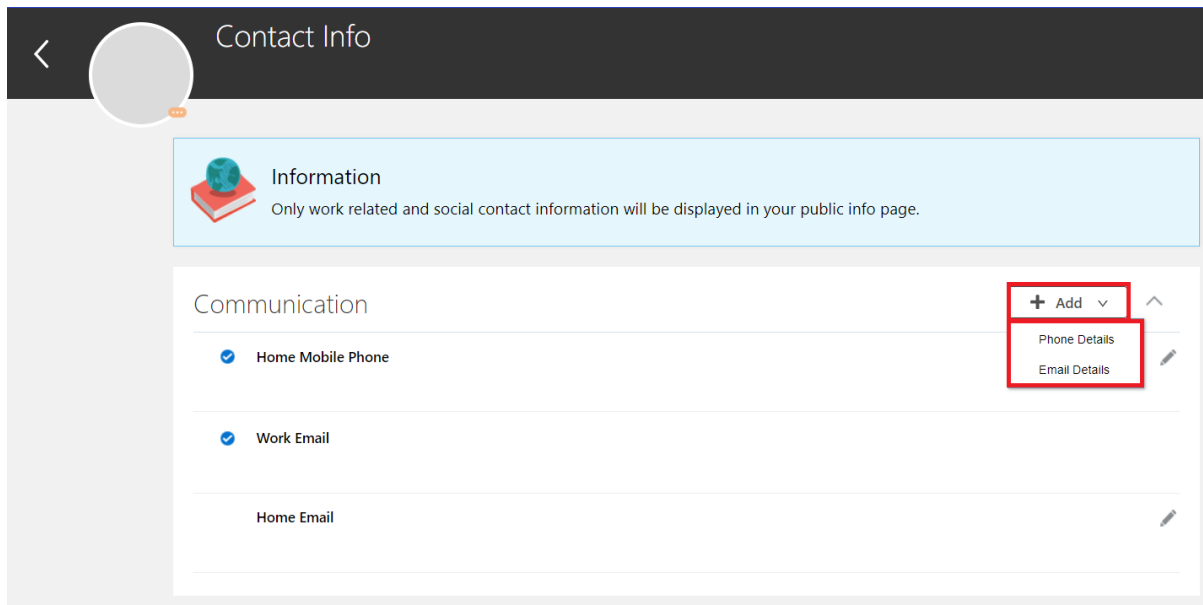 Contact Info
Information
Only work related and social contact information will be displayed in your public info page.
Communication
Add
Phone Details
Email Details
Home Mobile Phone
Work Email
Home Email